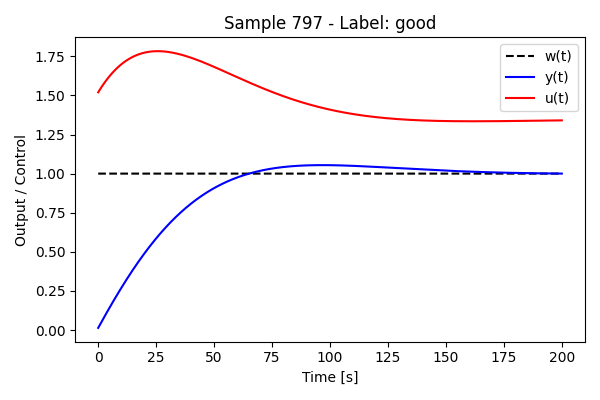 Sample 797 - Label: good
Output / Control
1.75
1.50
1.25
1.00
0.75
0.50
0.25
0.00
w(t)
y(t)
u(t)
0 25 50 75 100 125 150 175 200
Time [s]